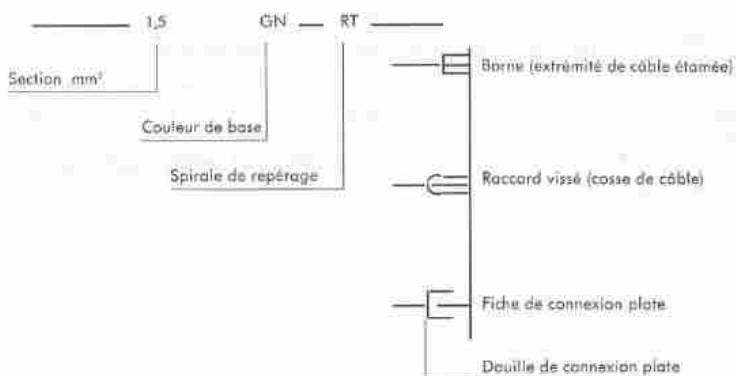 1,5 GN RT
Borne (extrémité de câble étamée)
Section mm²
Couleur de base
Spirale de repérage
Raccord vissé (cosse de câble)
Fiche de connexion plate
Douille de connexion plate